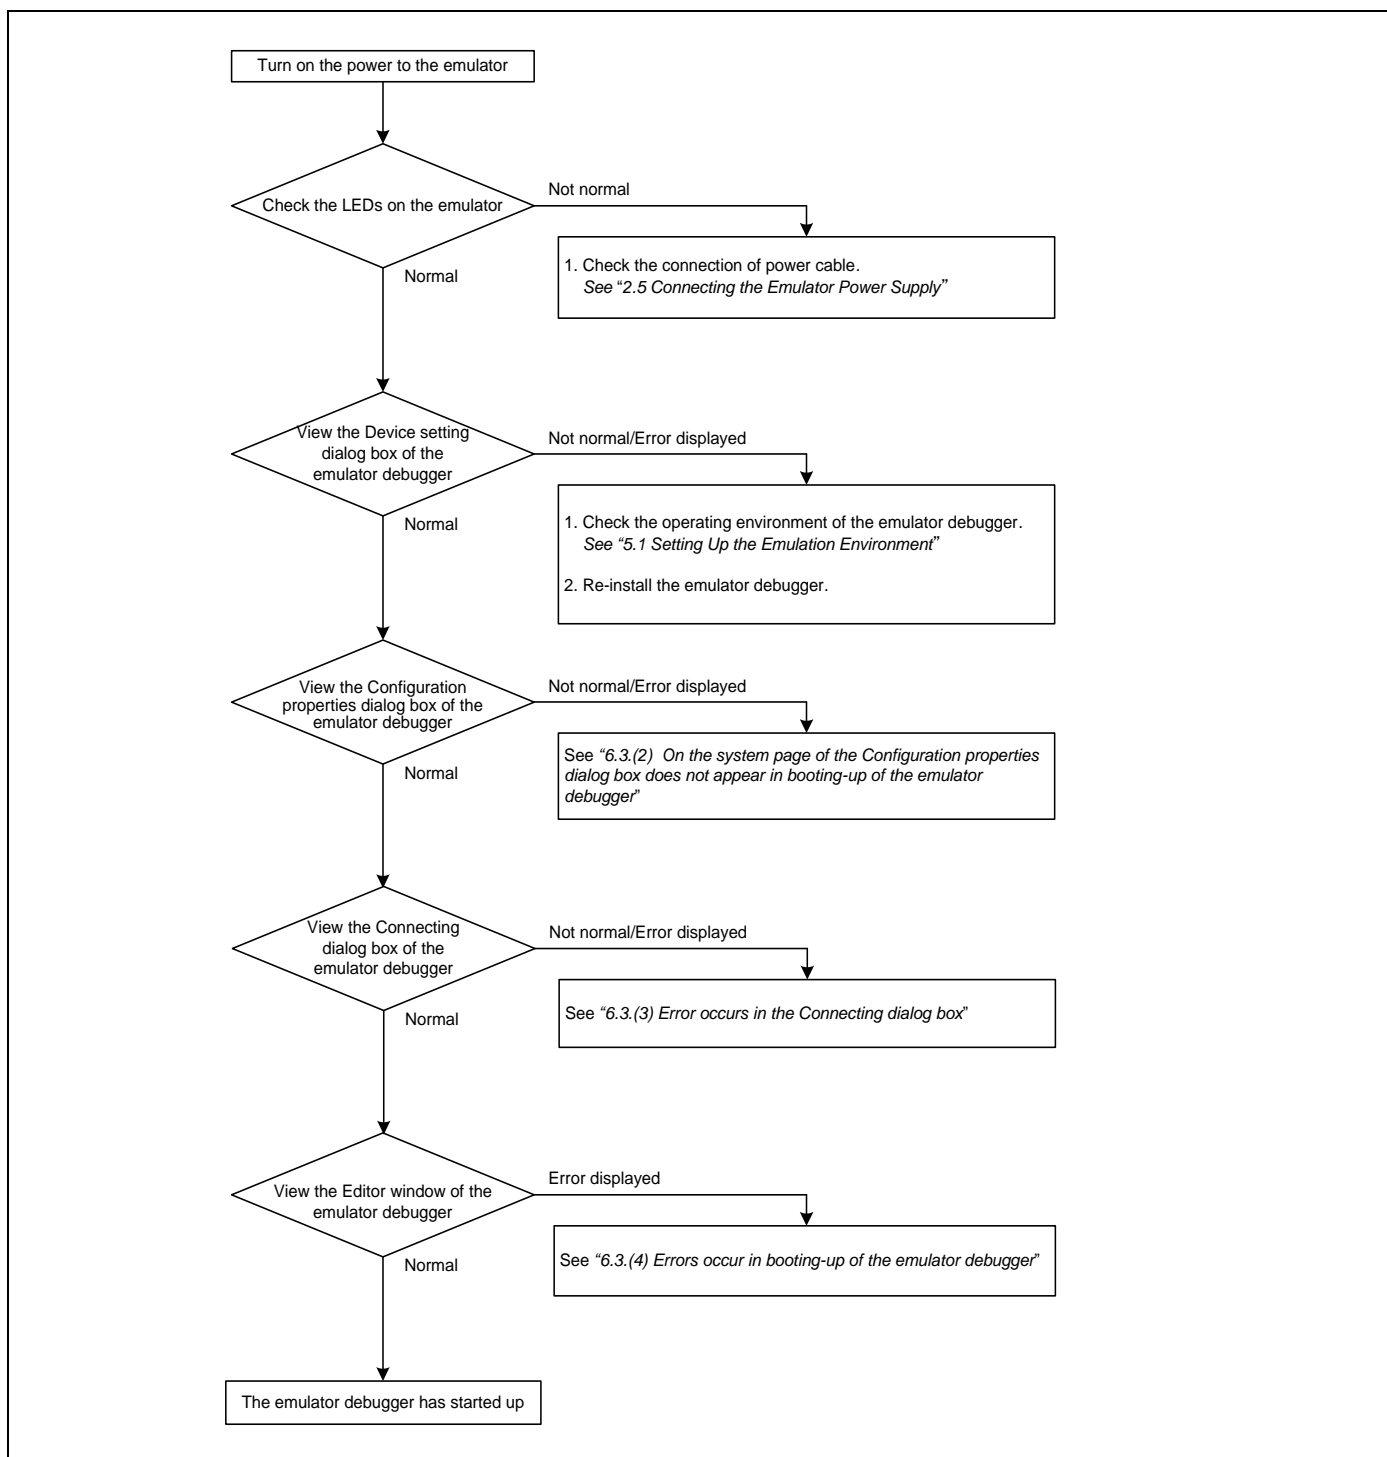 Turn on the power to the emulator
Check the LEDs on the emulator
Not normal
Normal
1. Check the connection of power cable.
See “2.5 Connecting the Emulator Power Supply”
View the Device setting
dialog box of the
emulator debugger
Not normal/Error displayed
Normal
1. Check the operating environment of the emulator debugger.
See “5.1 Setting Up the Emulation Environment”
2. Re-install the emulator debugger.
View the Configuration
properties dialog box of the
emulator debugger
Not normal/Error displayed
Normal
See “6.3.(2)  On the system page of the Configuration properties
dialog box does not appear in booting-up of the emulator
debugger”
View the Connecting
dialog box of the
emulator debugger
Not normal/Error displayed
Normal
See “6.3.(3) Error occurs in the Connecting dialog box”
View the Editor window of the
emulator debugger
Error displayed
Normal
See “6.3.(4) Errors occur in booting-up of the emulator debugger”
The emulator debugger has started up